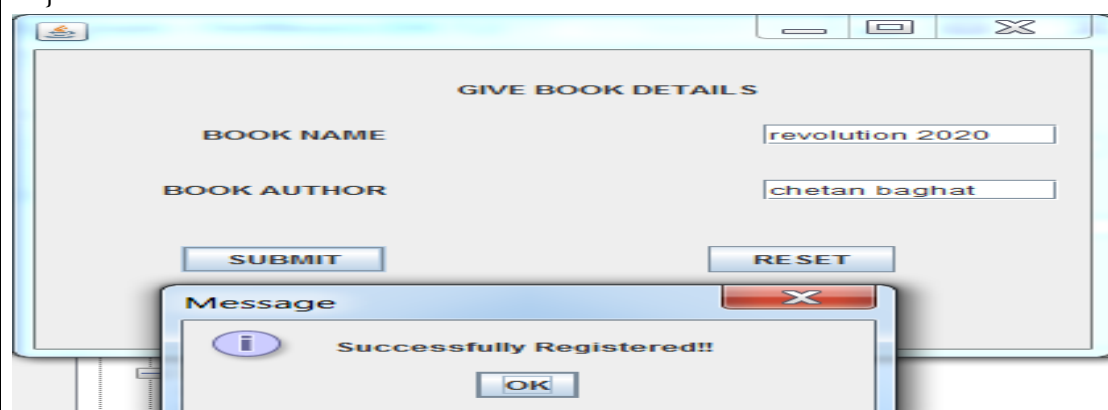 GIVE BOOK DETAILS
BOOK NAME revolution 2020
BOOK AUTHOR chetan baghat
SUBMIT RESET
Message
Successfully Registered!!
OK